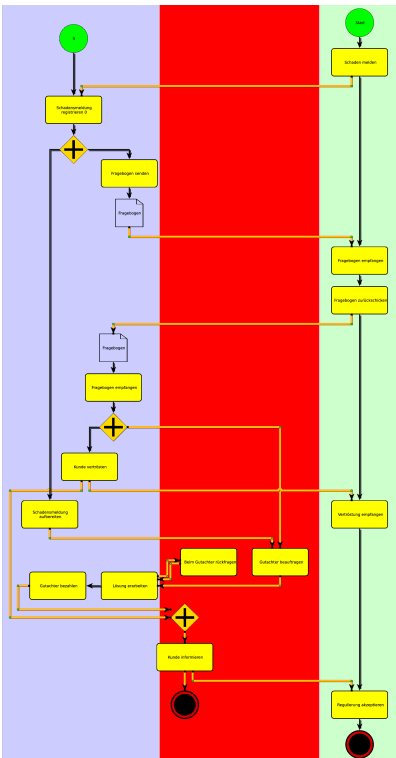 Start
S
Schaden melden
Schadensmeldung
registrieren 0
Fragebogen senden
Fragebogen
Fragebogen empfangen
Fragebogen zurückschicken
Fragebogen
Fragebogen empfangen
Kunde vertrösten
Schadensmeldung
aufbereiten
Vertröstung empfangen
Beim Gutachter rückfragen
Gutachter beauftragen
Gutachter bezahlen
Lösung erarbeiten
Kunde informieren
Regulierung akzeptieren